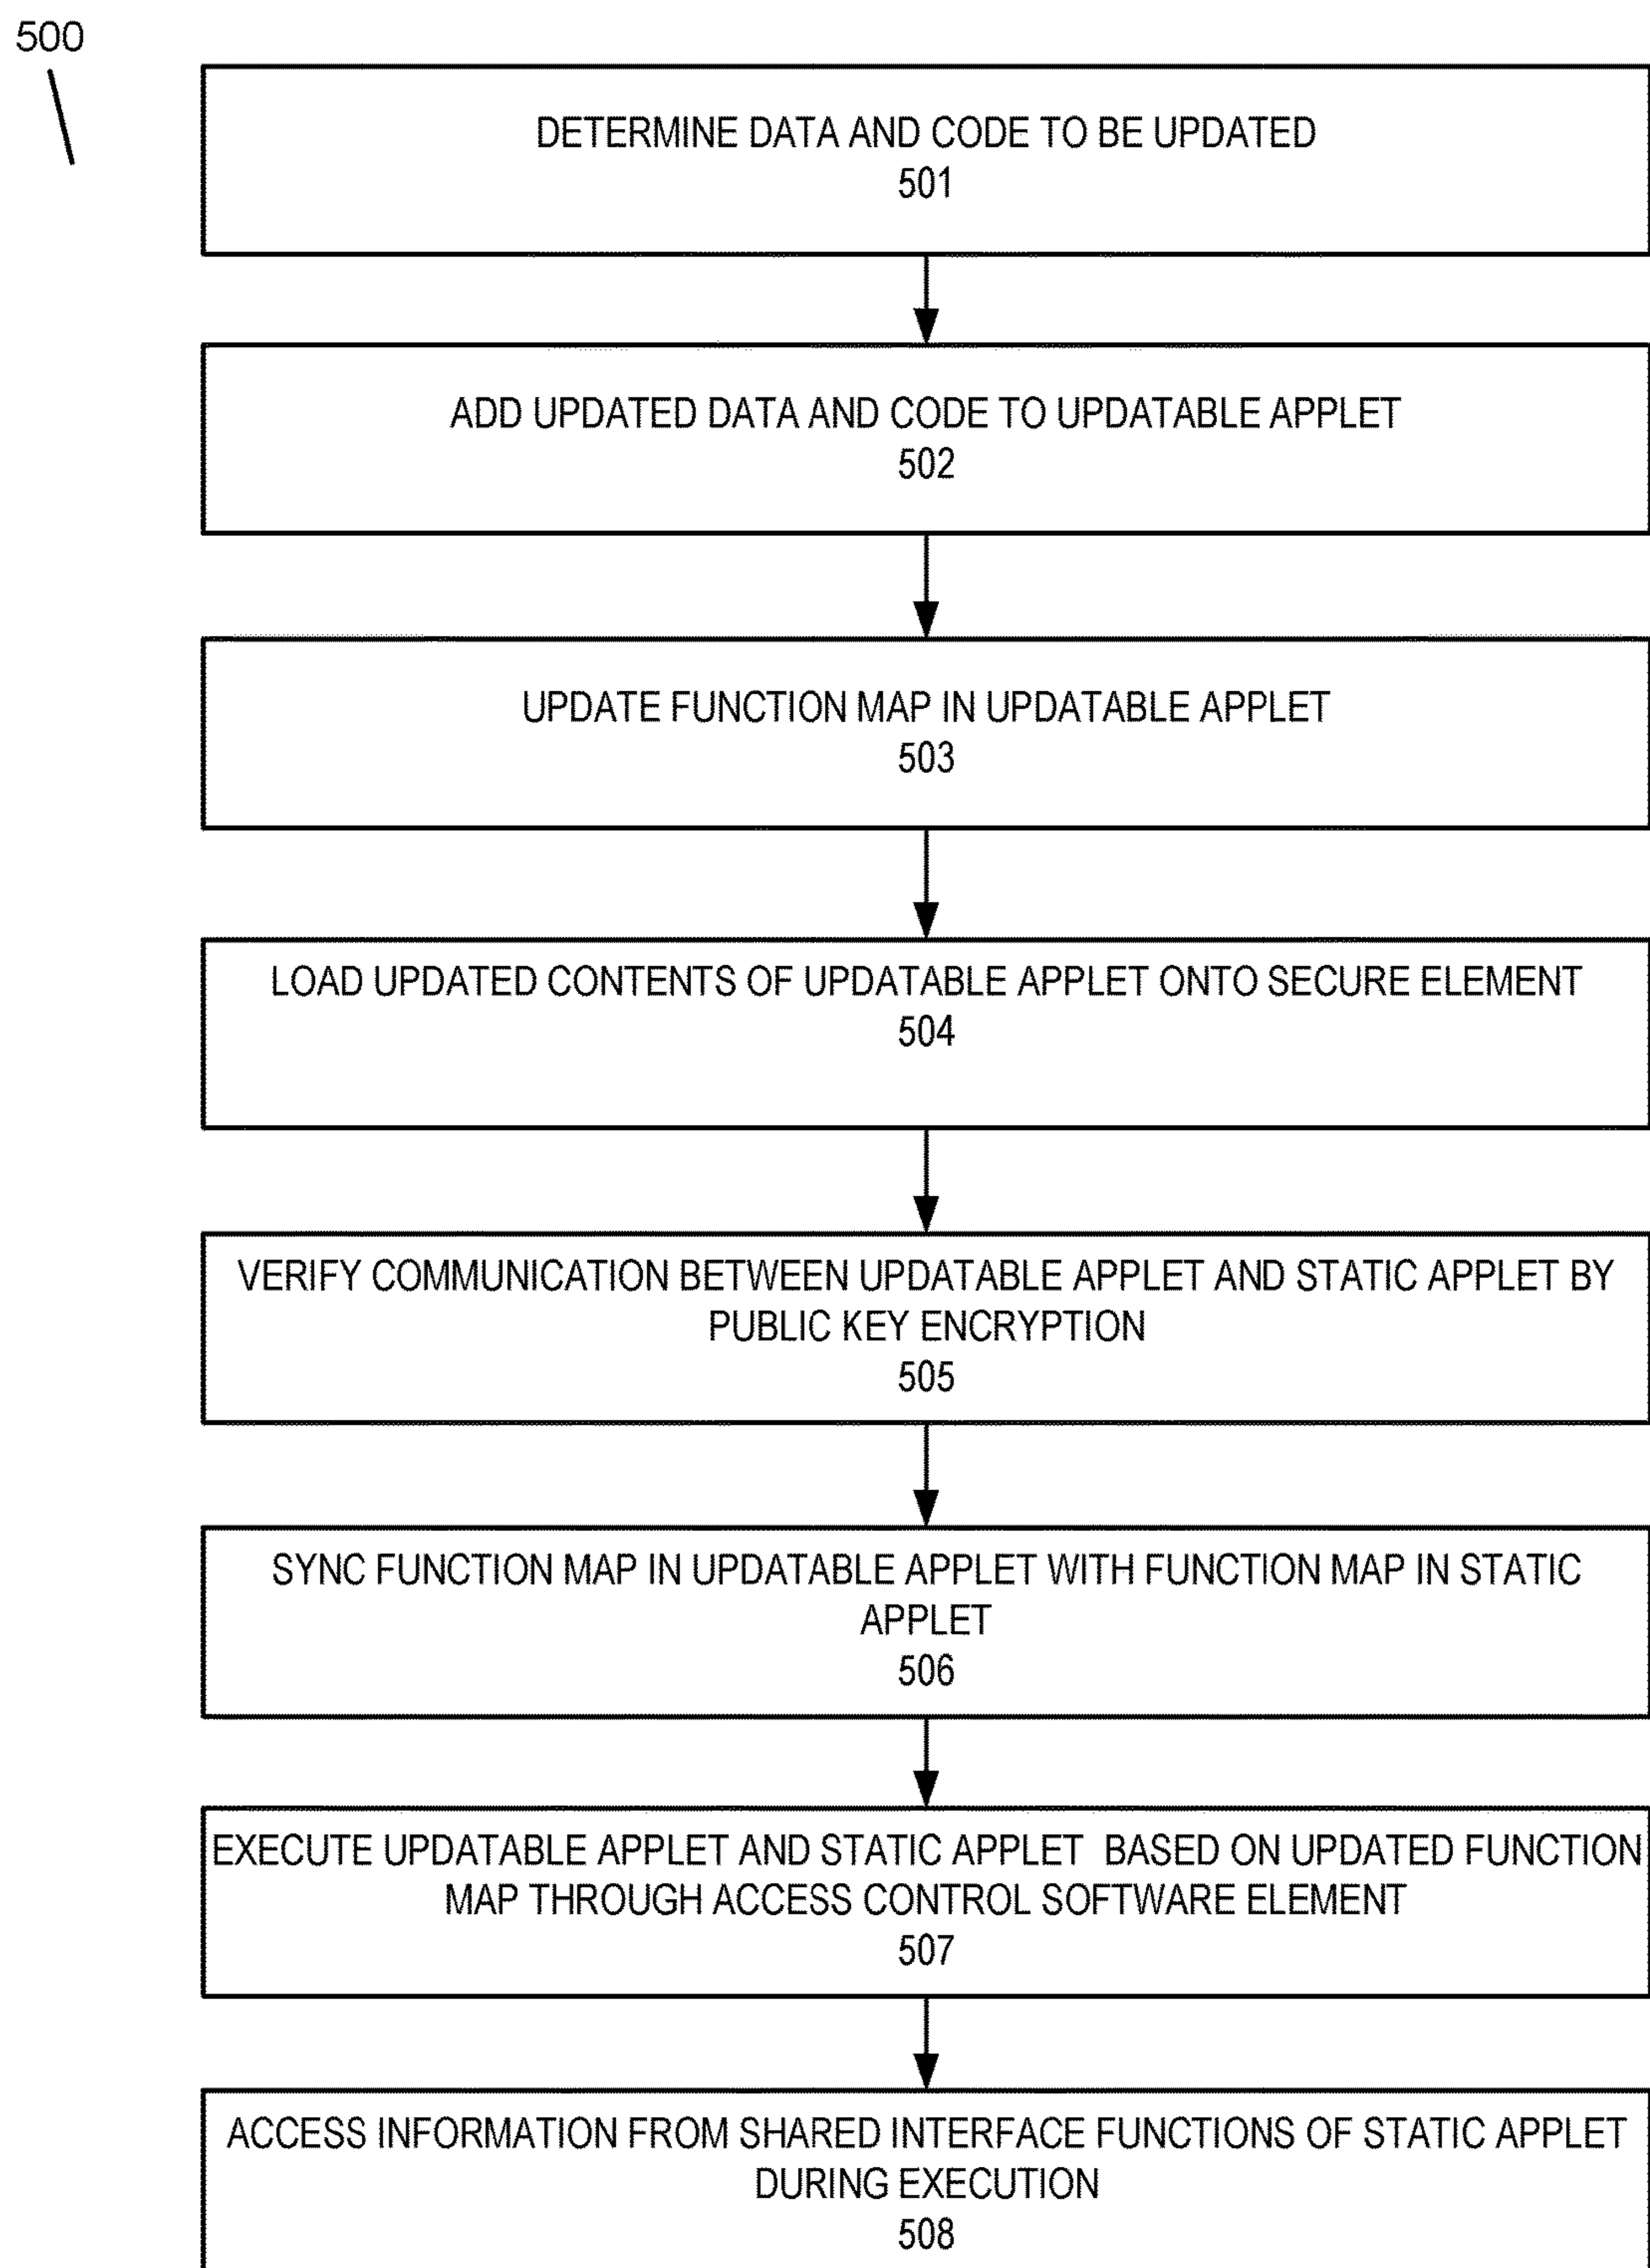 500
DETERMINE DATA AND CODE TO BE UPDATED
501
ADD UPDATED DATA AND CODE TO UPDATABLE APPLET
502
UPDATE FUNCTION MAP IN UPDATABLE APPLET
503
LOAD UPDATED CONTENTS OF UPDATABLE APPLET ONTO SECURE ELEMENT
504
VERIFY COMMUNICATION BETWEEN UPDATABLE APPLET AND STATIC APPLET BY
PUBLIC KEY ENCRYPTION
505
SYNC FUNCTION MAP IN UPDATABLE APPLET WITH FUNCTION MAP IN STATIC
APPLET
506
EXECUTE UPDATABLE APPLET AND STATIC APPLET BASED ON UPDATED FUNCTION
MAP THROUGH ACCESS CONTROL SOFTWARE ELEMENT
507
ACCESS INFORMATION FROM SHARED INTERFACE FUNCTIONS OF STATIC APPLET
DURING EXECUTION
508